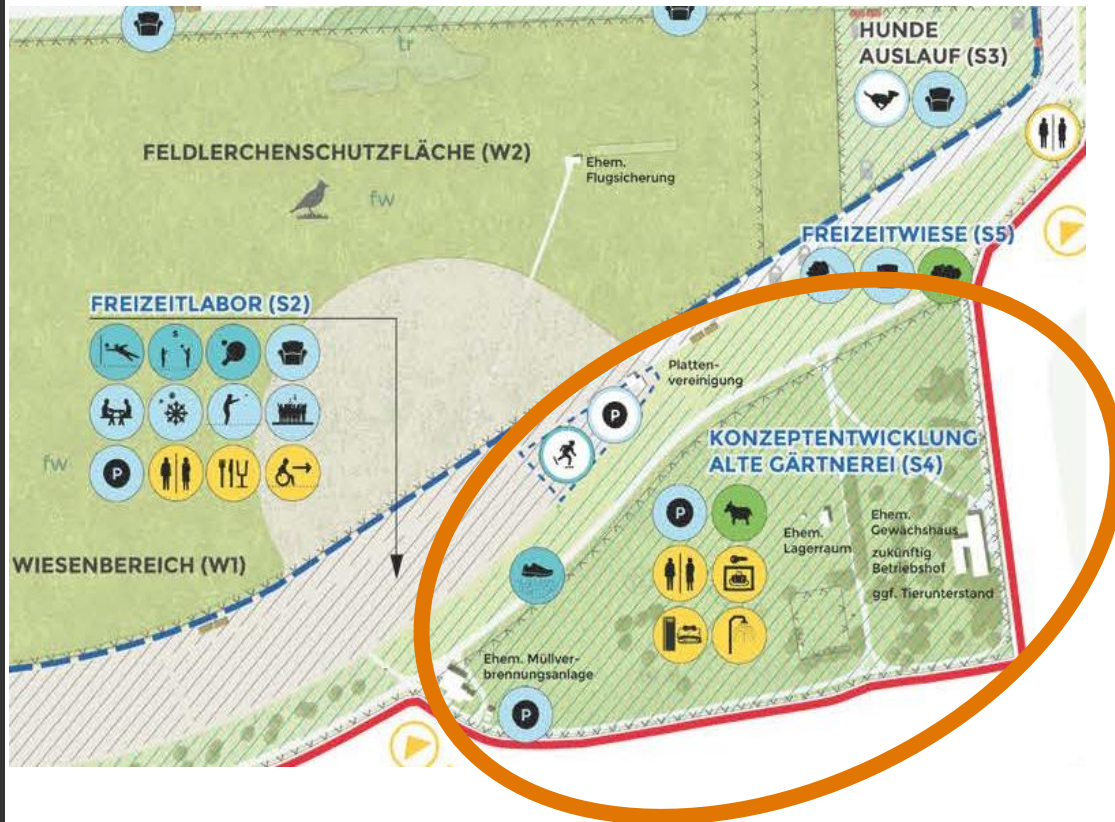 HUNDE
AUSLAUF (S3)
tr
FELDLERCHENSCHUTZFLÄCHE (W2)
fw
Ehem.
Flugsicherung
FREIZEITWIESE (S5)
FREIZEITLABOR (S2)
S
P
fw
WIESENBEREICH (W1)
Platten-
vereinigung
P
KONZEPTENTWICKLUNG
ALTE GÄRTNEREI (S4)
P
Ehem.
Lagerraum
Ehem.
Gewächshaus
zukünftig
Betriebshof
ggf. Tierunterstand
Ehem. Müllver-
brennungsanlage
P